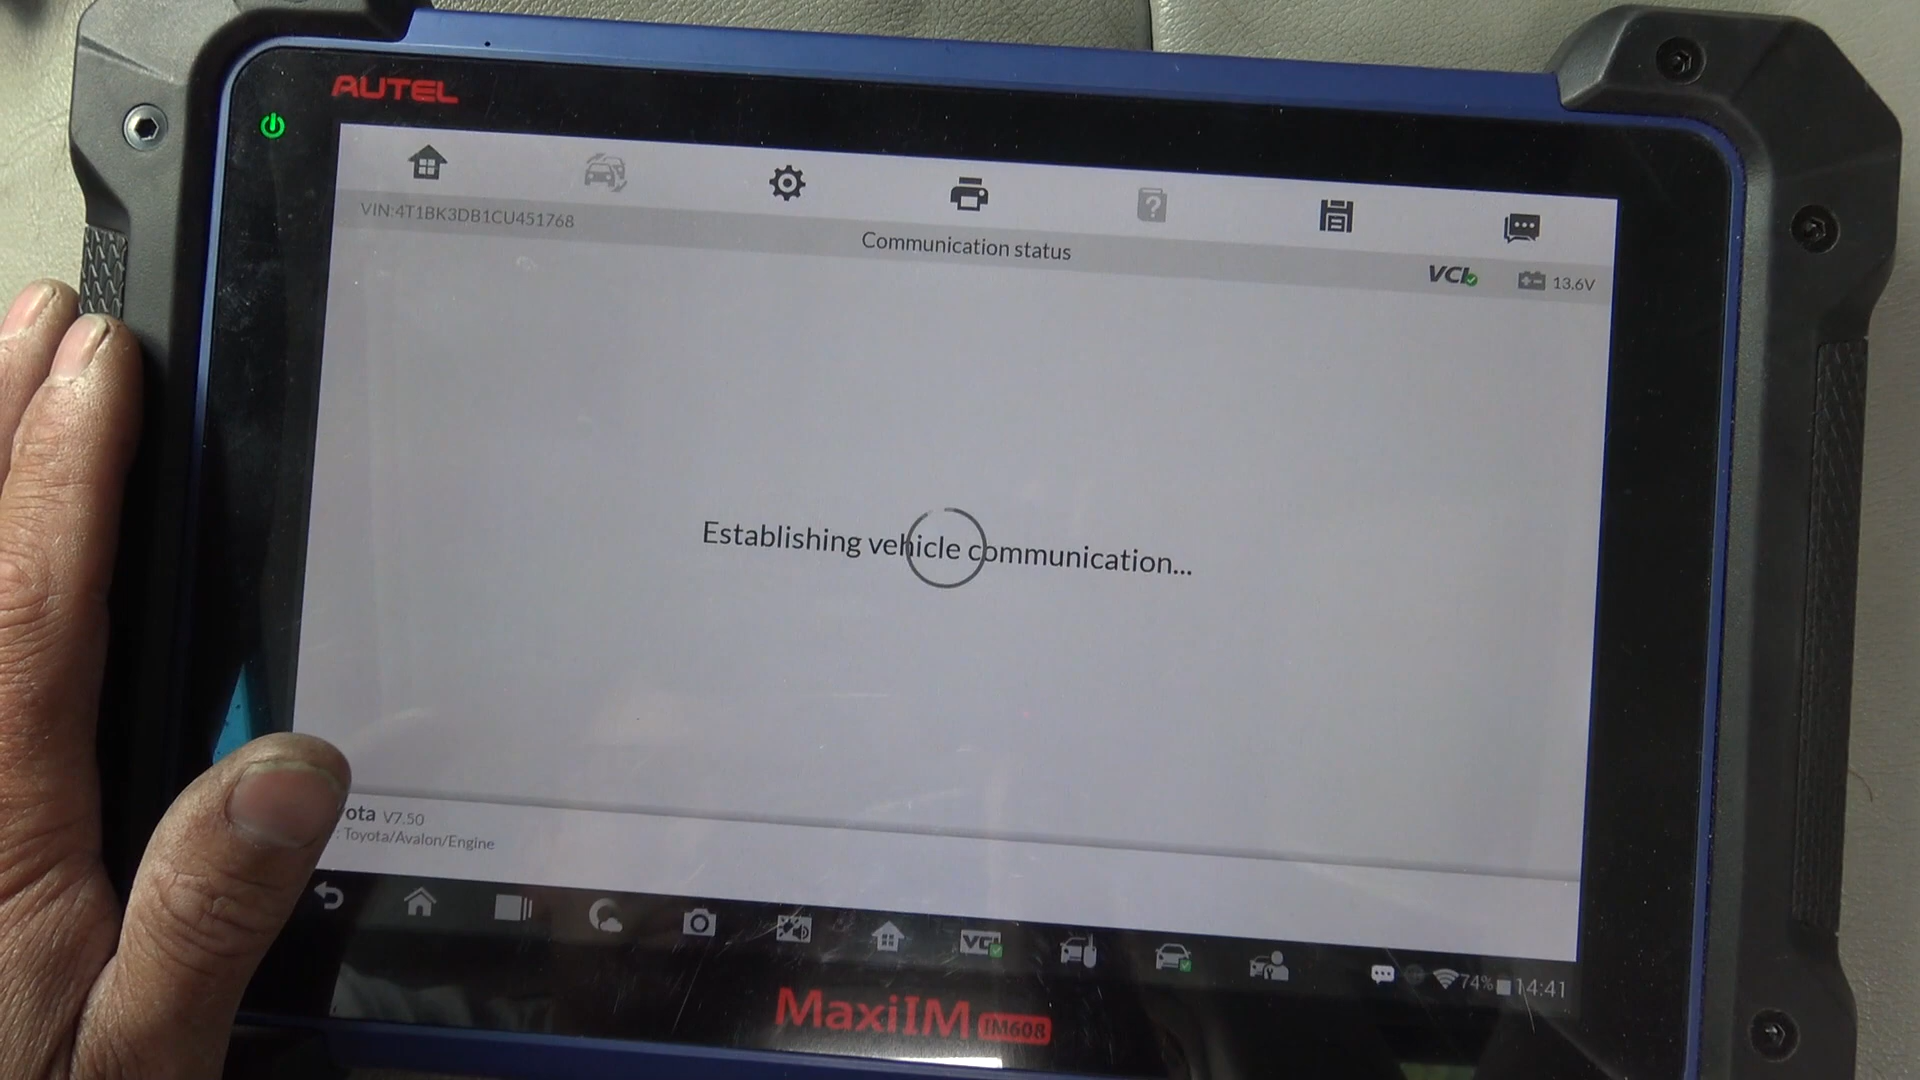 AUTEL
VIN:4T1BK3DB1CU451768
Communication status
VCI
13.6V
Establishing vehicle communication...
ota V7.50
: Toyota/Avalon/Engine
VCI
74% 14:41
MaxiIM IM608